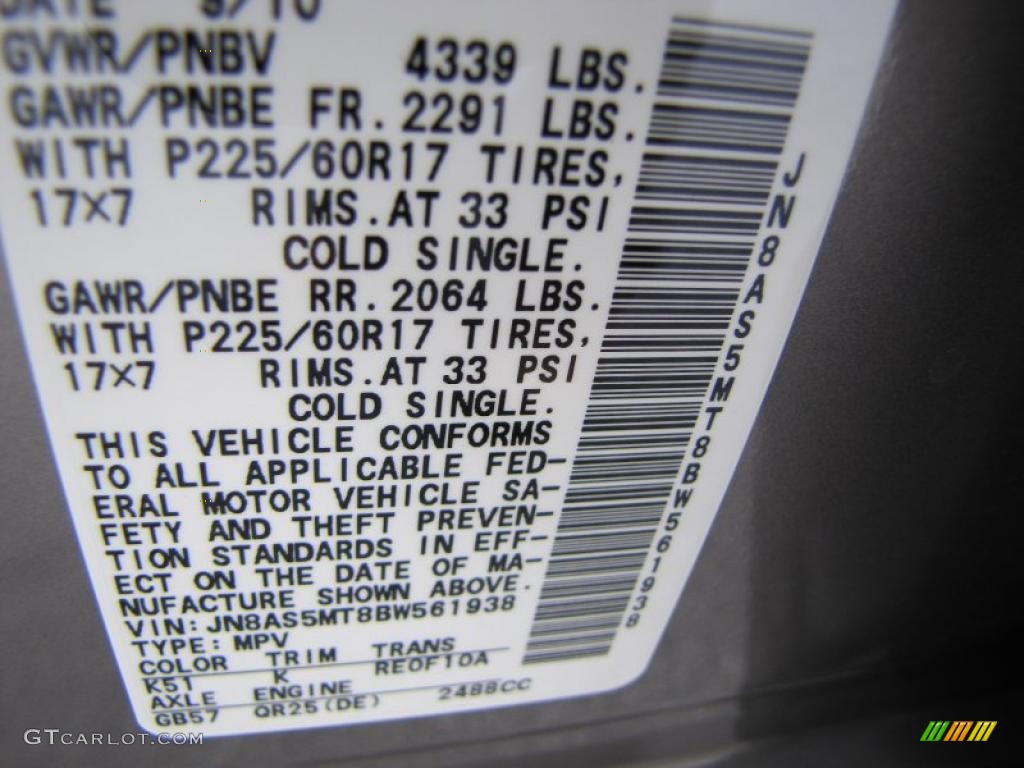 DATE 9/10
GVWR/PNBV 4339 LBS.
GAWR/PNBE FR. 2291 LBS.
WITH P225/60R17 TIRES,
17×7 RIMS. AT 33 PSI
COLD SINGLE.
GAWR/PNBE RR. 2064 LBS.
WITH P225/60R17 TIRES,
17×7 RIMS. AT 33 PSI
COLD SINGLE.
THIS VEHICLE CONFORMS
TO ALL APPLICABLE FED-
ERAL MOTOR VEHICLE SA-
FETY AND THEFT PREVEN-
TION STANDARDS IN EFF-
ECT ON THE DATE OF MA-
NUFACTURE SHOWN ABOVE.
VIN: JN8AS5MT8BW561938
TYPE: MPV
COLOR TRIM TRANS
K51 K RE0F10A
AXLE ENGINE
GB57 QR25(DE) 2488CC
JN8AS5MT8BW561938
GTCARLOT.COM